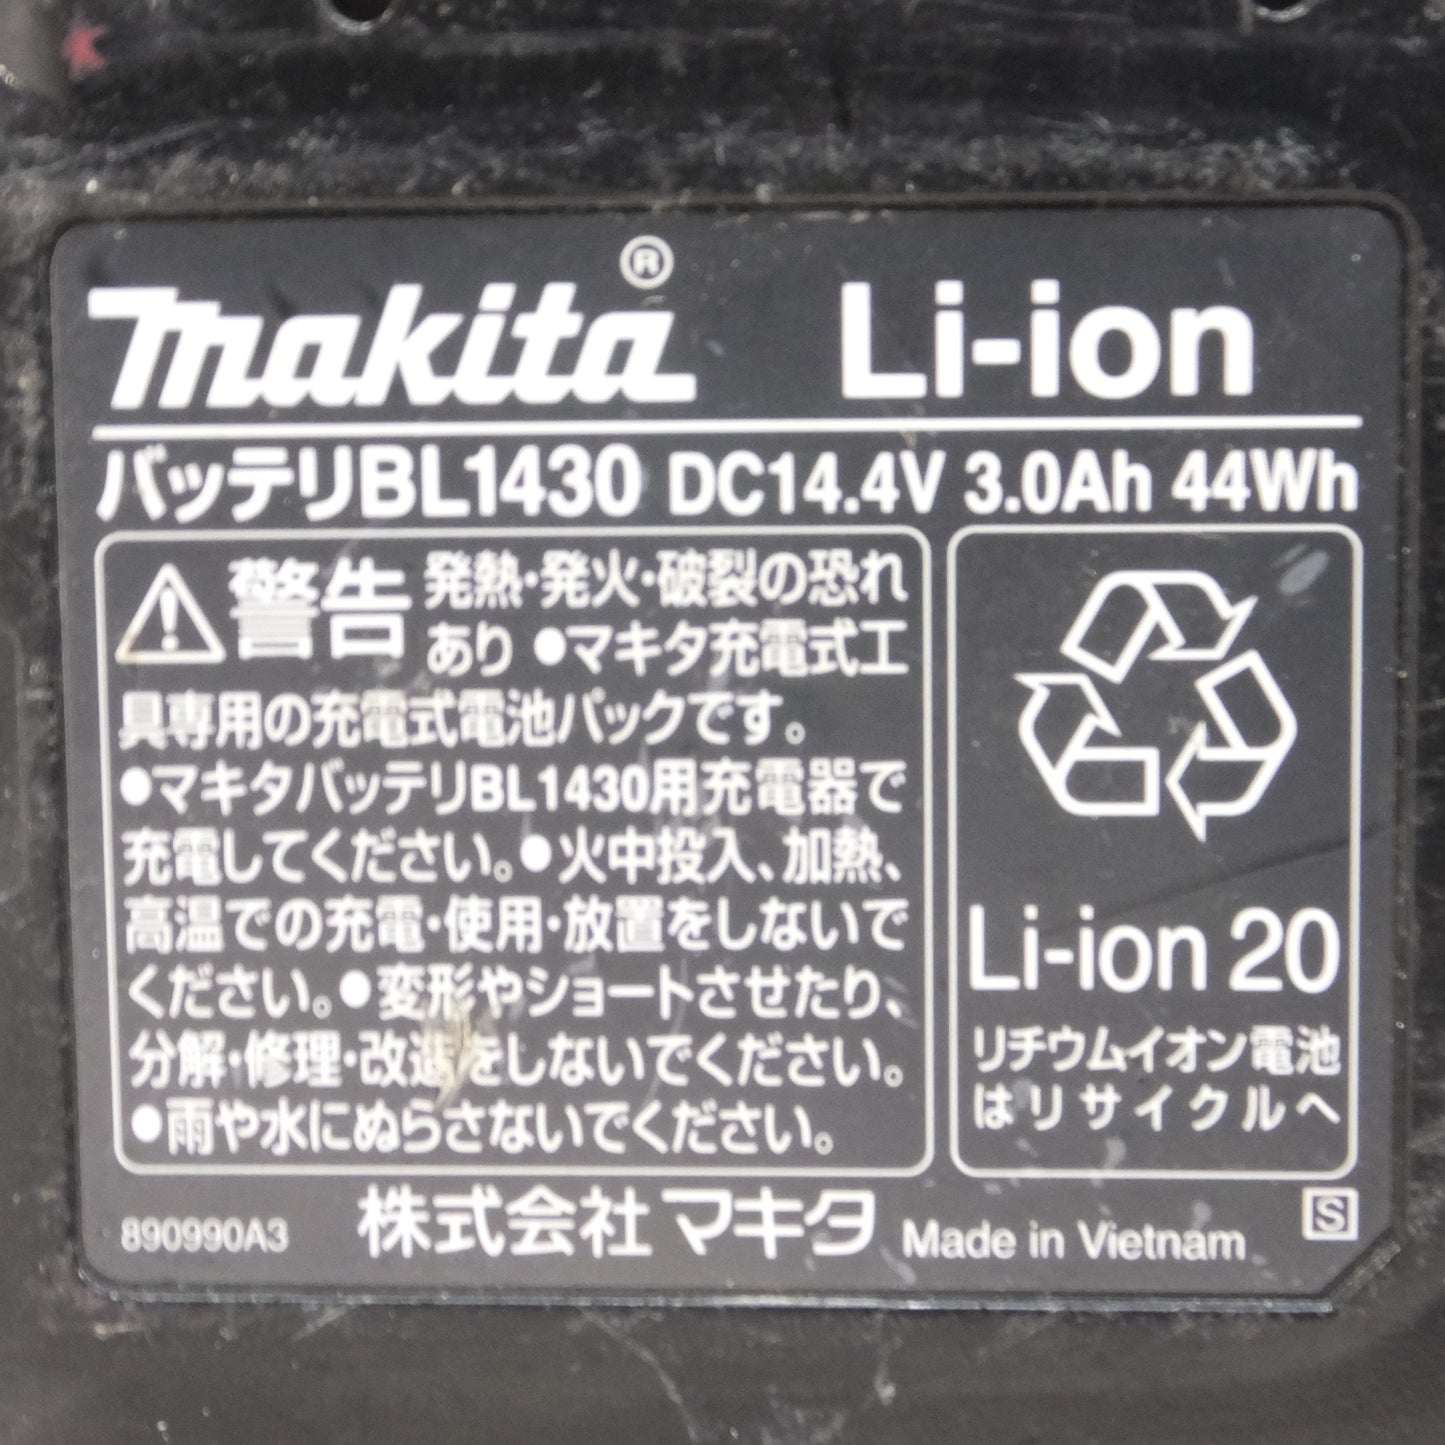 makita® Li-ion
バッテリBL1430 DC14.4V 3.0Ah 44Wh
警告 発熱・発火・破裂の恐れ
あり ●マキタ充電式工
具専用の充電式電池パックです。
●マキタバッテリBL1430用充電器で
充電してください。●火中投入、加熱、
高温での充電・使用・放置をしないで
ください。●変形やショートさせたり、
分解・修理・改造をしないでください。
●雨や水にぬらさないでください。
Li-ion 20
リチウムイオン電池
はリサイクルへ
890990A3 株式会社マキタ Made in Vietnam
S